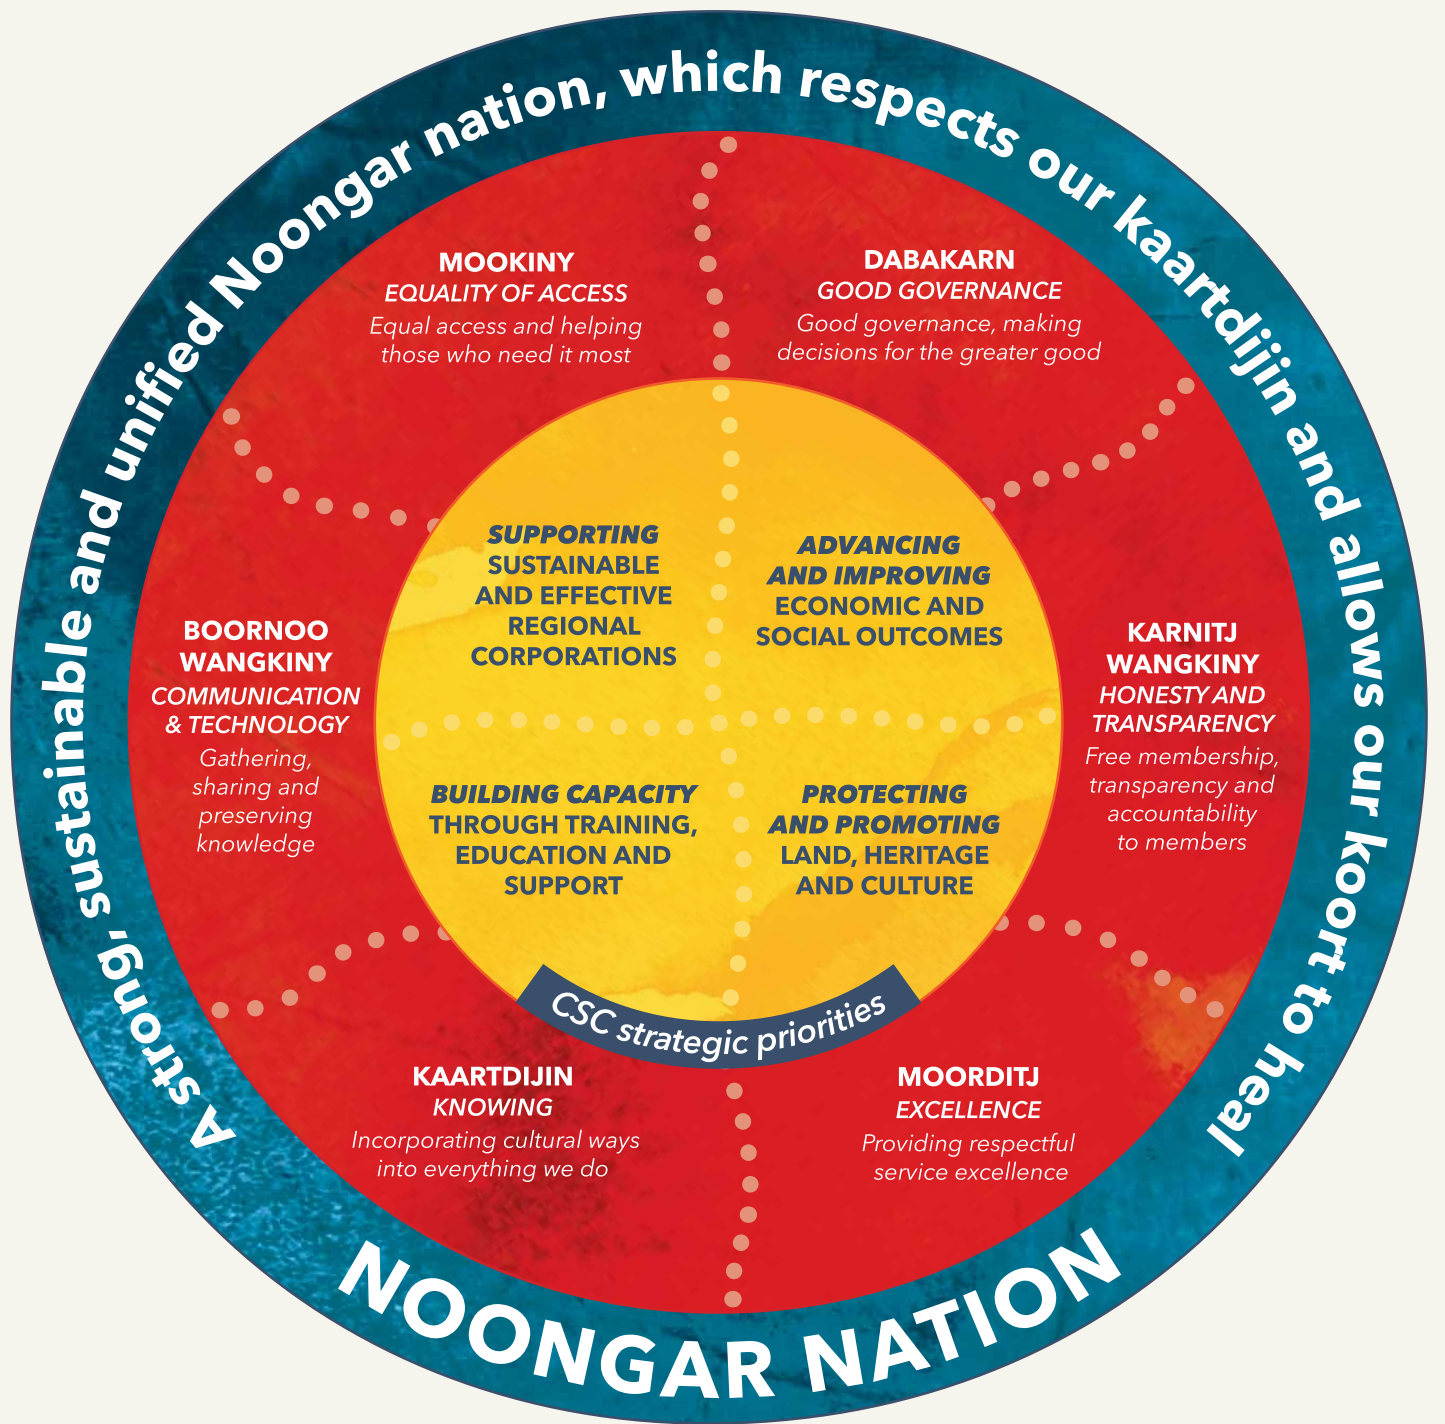 A strong, sustainable and unified Noongar nation, which respects our kaartdijin and allows our koort to heal
MOOKINY
EQUALITY OF ACCESS
Equal access and helping
those who need it most
DABAKARN
GOOD GOVERNANCE
Good governance, making
decisions for the greater good
BOORNOO
WANGKINY
COMMUNICATION
& TECHNOLOGY
Gathering,
sharing and
preserving
knowledge
SUPPORTING
SUSTAINABLE
AND EFFECTIVE
REGIONAL
CORPORATIONS
ADVANCING
AND IMPROVING
ECONOMIC AND
SOCIAL OUTCOMES
KARNITJ
WANGKINY
HONESTY AND
TRANSPARENCY
Free membership,
transparency and
accountability
to members
BUILDING CAPACITY
THROUGH TRAINING,
EDUCATION AND
SUPPORT
PROTECTING
AND PROMOTING
LAND, HERITAGE
AND CULTURE
CSC strategic priorities
KAARTDIJIN
KNOWING
Incorporating cultural ways
into everything we do
MOORDITJ
EXCELLENCE
Providing respectful
service excellence
NOONGAR NATION